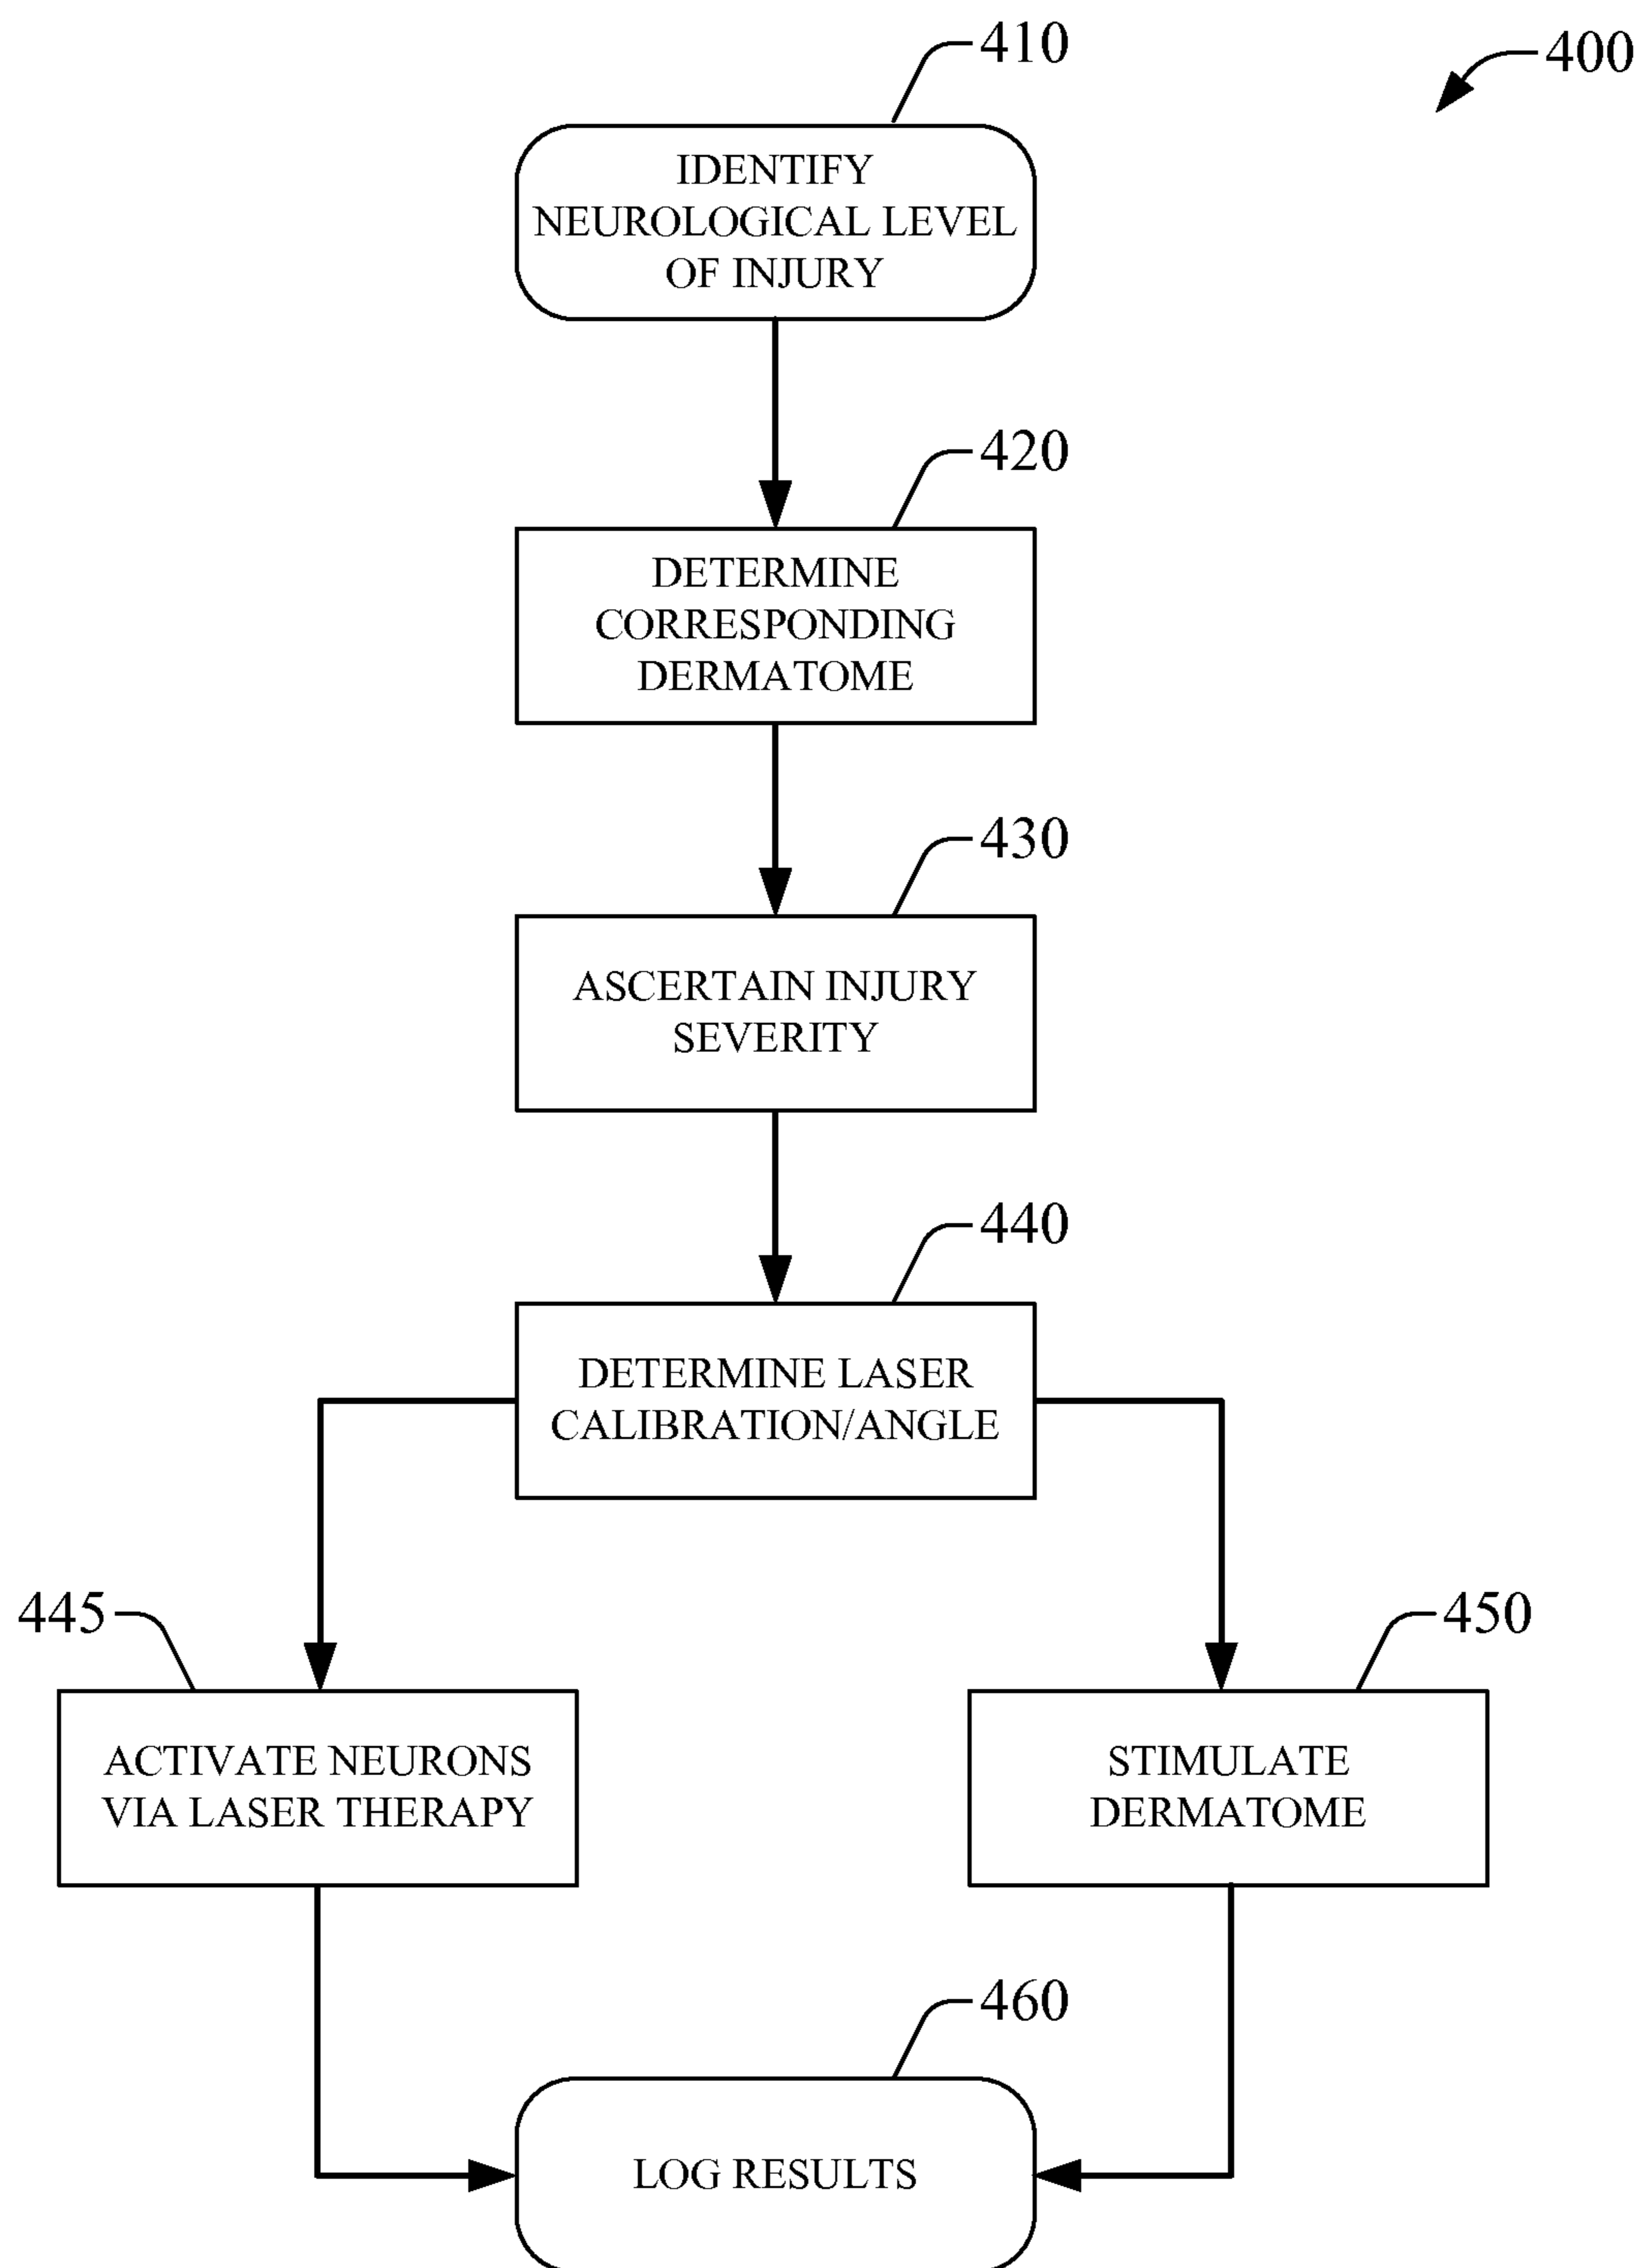 410
400
IDENTIFY
NEUROLOGICAL LEVEL
OF INJURY
420
DETERMINE
CORRESPONDING
DERMATOME
430
ASCERTAIN INJURY
SEVERITY
440
DETERMINE LASER
CALIBRATION/ANGLE
445
450
ACTIVATE NEURONS
VIA LASER THERAPY
STIMULATE
DERMATOME
460
LOG RESULTS